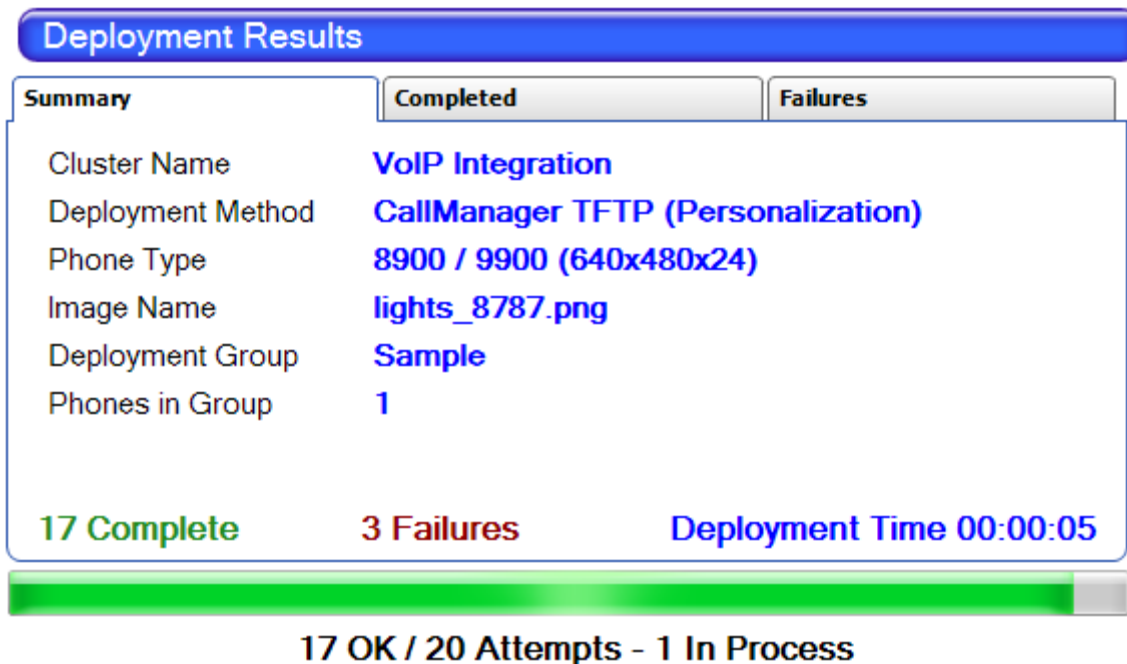 Deployment Results
Summary Completed Failures
Cluster Name VoIP Integration
Deployment Method CallManager TFTP (Personalization)
Phone Type 8900 / 9900 (640x480x24)
Image Name lights_8787.png
Deployment Group Sample
Phones in Group 1
17 Complete 3 Failures Deployment Time 00:00:05
17 OK / 20 Attempts - 1 In Process